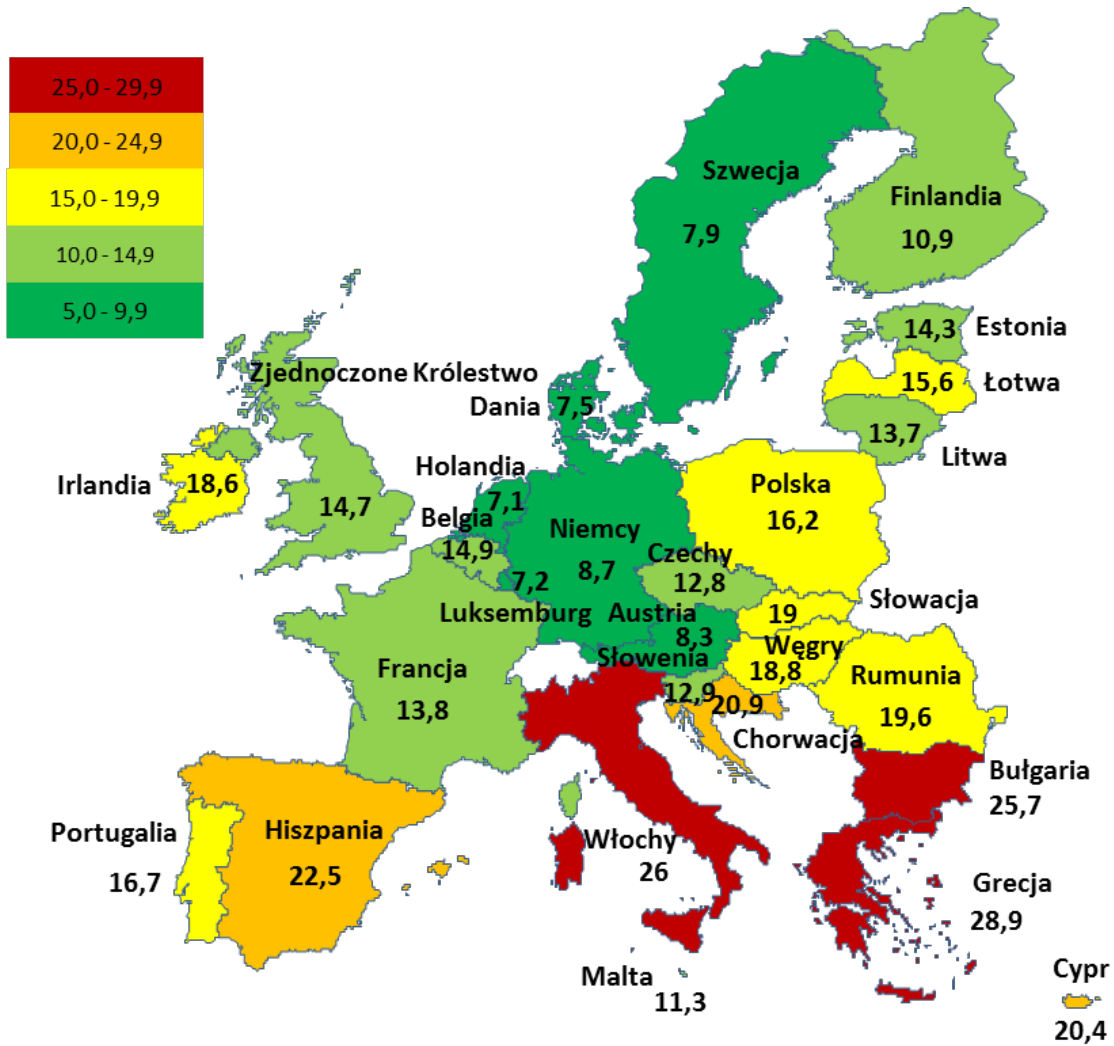 25,0 - 29,9
20,0 - 24,9
15,0 - 19,9
10,0 - 14,9
5,0 - 9,9
Szwecja
7,9
Finlandia
10,9
14,3 Estonia
Zjednoczone Królestwo
14,7
Dania 7,5
15,6 Łotwa
13,7
Litwa
Irlandia 18,6
Holandia
7,1
Belgia
14,9
Niemcy
8,7
Polska
16,2
Czechy
12,8
7,2
Luksemburg
Austria
8,3
Słowacja
19
Słowenia
12,9
Węgry
18,8
Francja
13,8
20,9
Chorwacja
Rumunia
19,6
Bułgaria
25,7
Portugalia
16,7
Hiszpania
22,5
Włochy
26
Grecja
28,9
Malta
11,3
Cypr
20,4